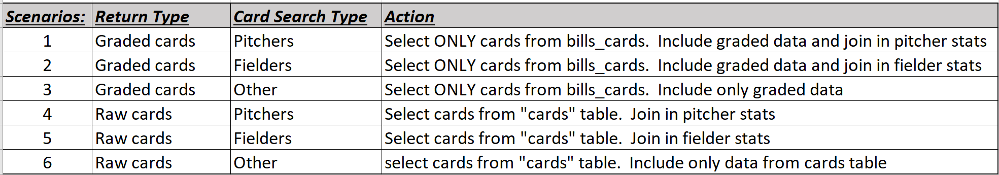 Scenarios: Return Type Card Search Type Action
1 Graded cards Pitchers Select ONLY cards from bills_cards.  Include graded data and join in pitcher stats
2 Graded cards Fielders Select ONLY cards from bills_cards.  Include graded data and join in fielder stats
3 Graded cards Other Select ONLY cards from bills_cards.  Include only graded data
4 Raw cards Pitchers Select cards from "cards" table.  Join in pitcher stats
5 Raw cards Fielders Select cards from "cards" table.  Join in fielder stats
6 Raw cards Other select cards from "cards" table.  Include only data from cards table